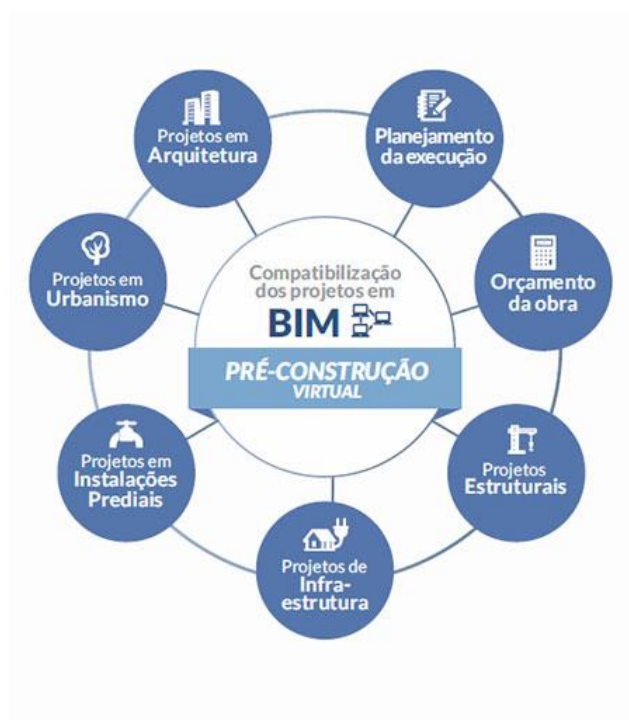 Projetos em
Arquitetura
Planejamento
da execução
Projetos em
Urbanismo
Compatibilização
dos projetos em
BIM
PRÉ-CONSTRUÇÃO
VIRTUAL
Orçamento
da obra
Projetos em
Instalações
Prediais
Projetos
Estruturais
Projetos de
Infra-
estrutura